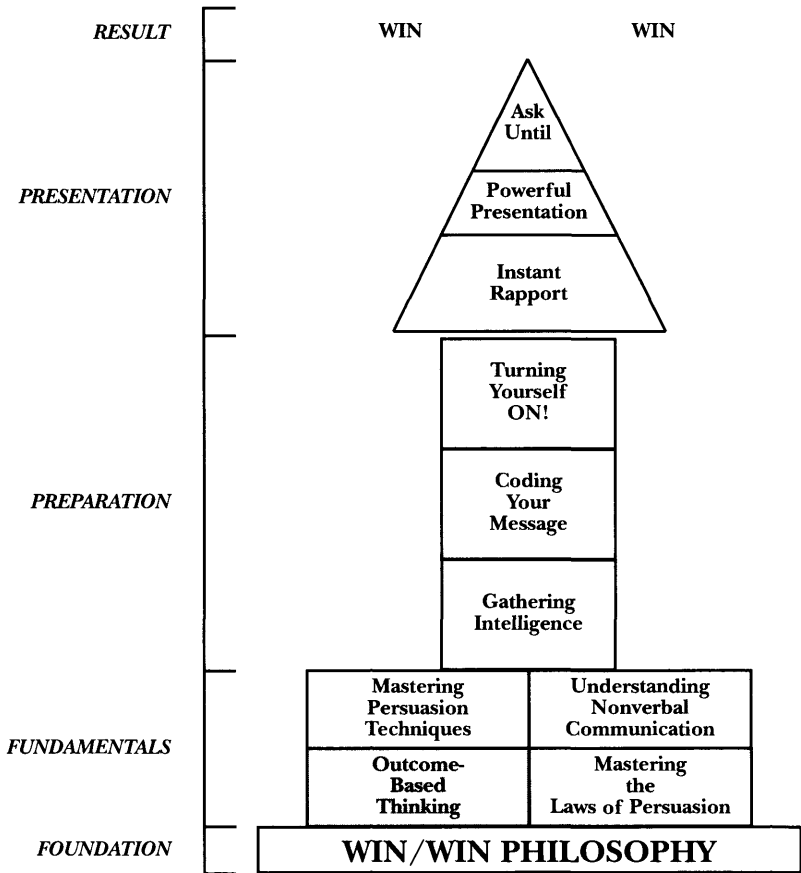 RESULT
WIN WIN
Ask
Until
PRESENTATION
Powerful
Presentation
Instant
Rapport
Turning
Yourself
ON!
PREPARATION
Coding
Your
Message
Gathering
Intelligence
FUNDAMENTALS
Mastering
Persuasion
Techniques
Understanding
Nonverbal
Communication
Outcome-
Based
Thinking
Mastering
the
Laws of Persuasion
FOUNDATION
WIN/WIN PHILOSOPHY